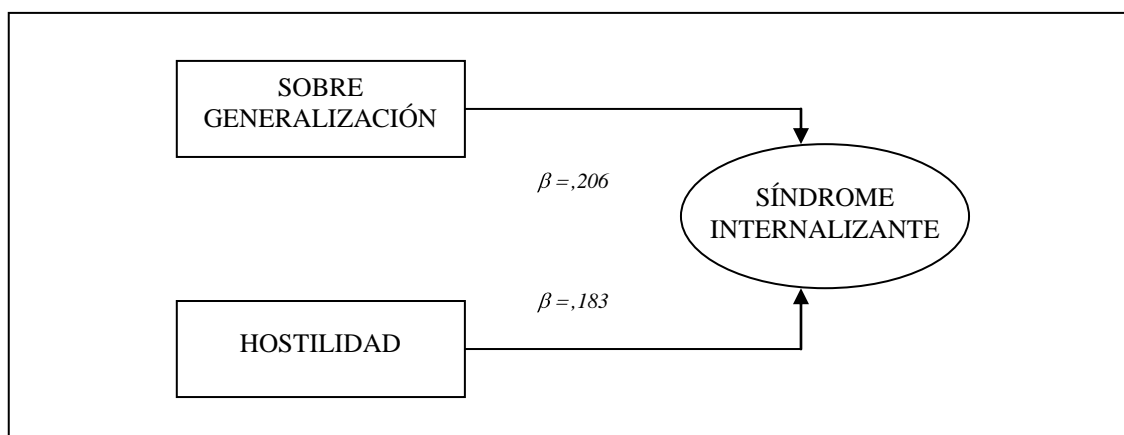 SOBRE
GENERALIZACIÓN
β = ,206
SÍNDROME
INTERNALIZANTE
β = ,183
HOSTILIDAD